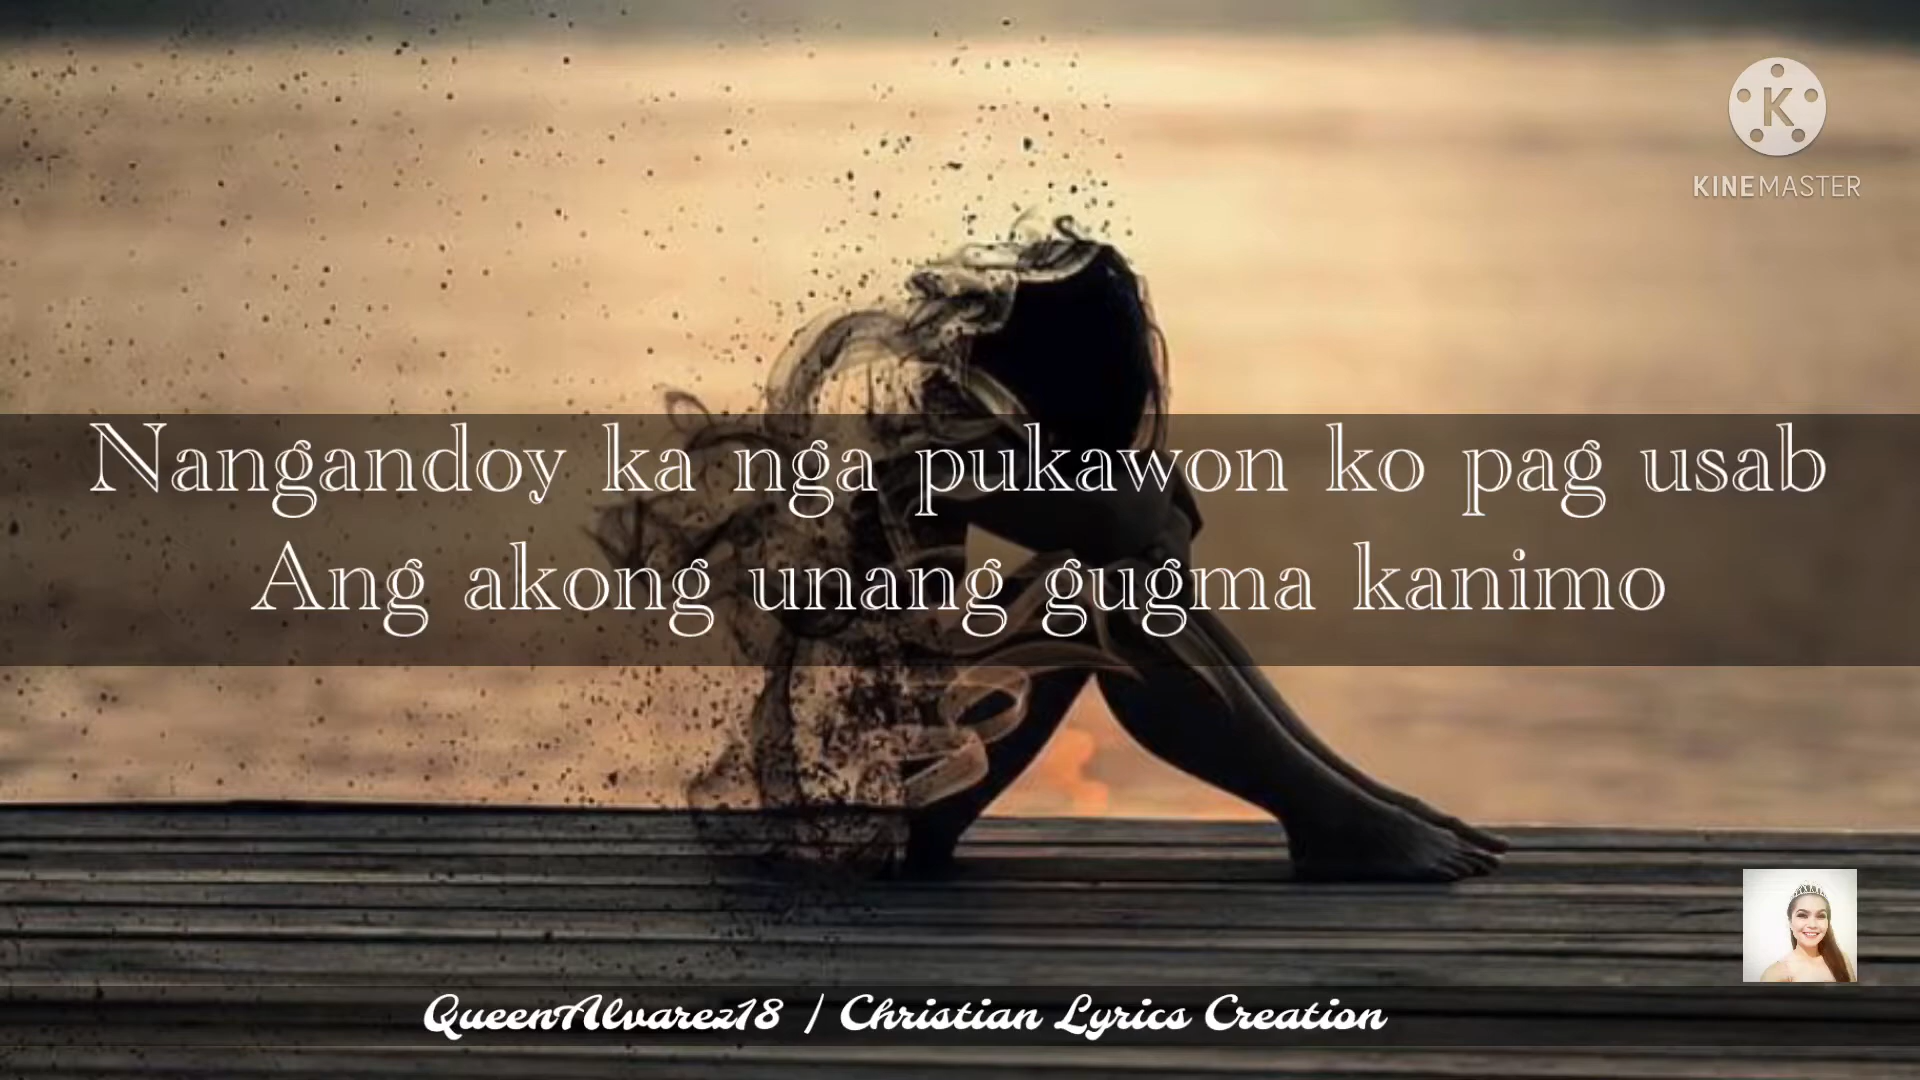 K
KINEMASTER
Nangandoy ka nga pukawon ko pag usab
Ang akong unang gugma kanimo
QueenAlvarez18 / Christian Lyrics Creation